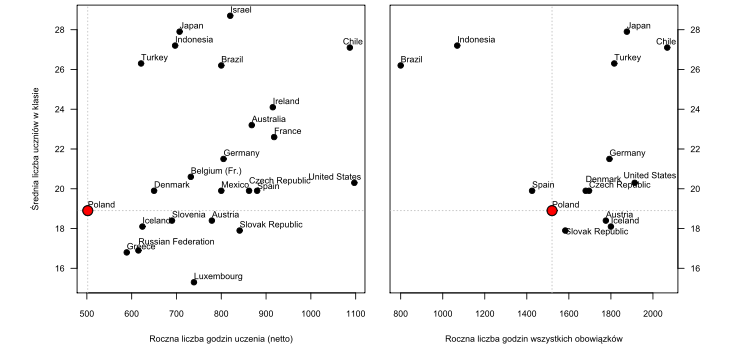 Israel
Japan
Indonesia
Turkey
Brazil
Chile
Ireland
Australia
France
Germany
Belgium (Fr.)
Denmark
Mexico
Czech Republic
Spain
United States
Poland
Iceland
Slovenia
Austria
Slovak Republic
Russian Federation
Greece
Luxembourg
28
26
24
22
20
18
16
Średnia liczba uczniów w klasie
500 600 700 800 900 1000 1100
Roczna liczba godzin uczenia (netto)
Japan
Indonesia
Chile
Brazil
Turkey
Germany
Denmark
United States
Spain
Czech Republic
Poland
Austria
Iceland
Slovak Republic
28
26
24
22
20
18
16
800 1000 1200 1400 1600 1800 2000
Roczna liczba godzin wszystkich obowiązków